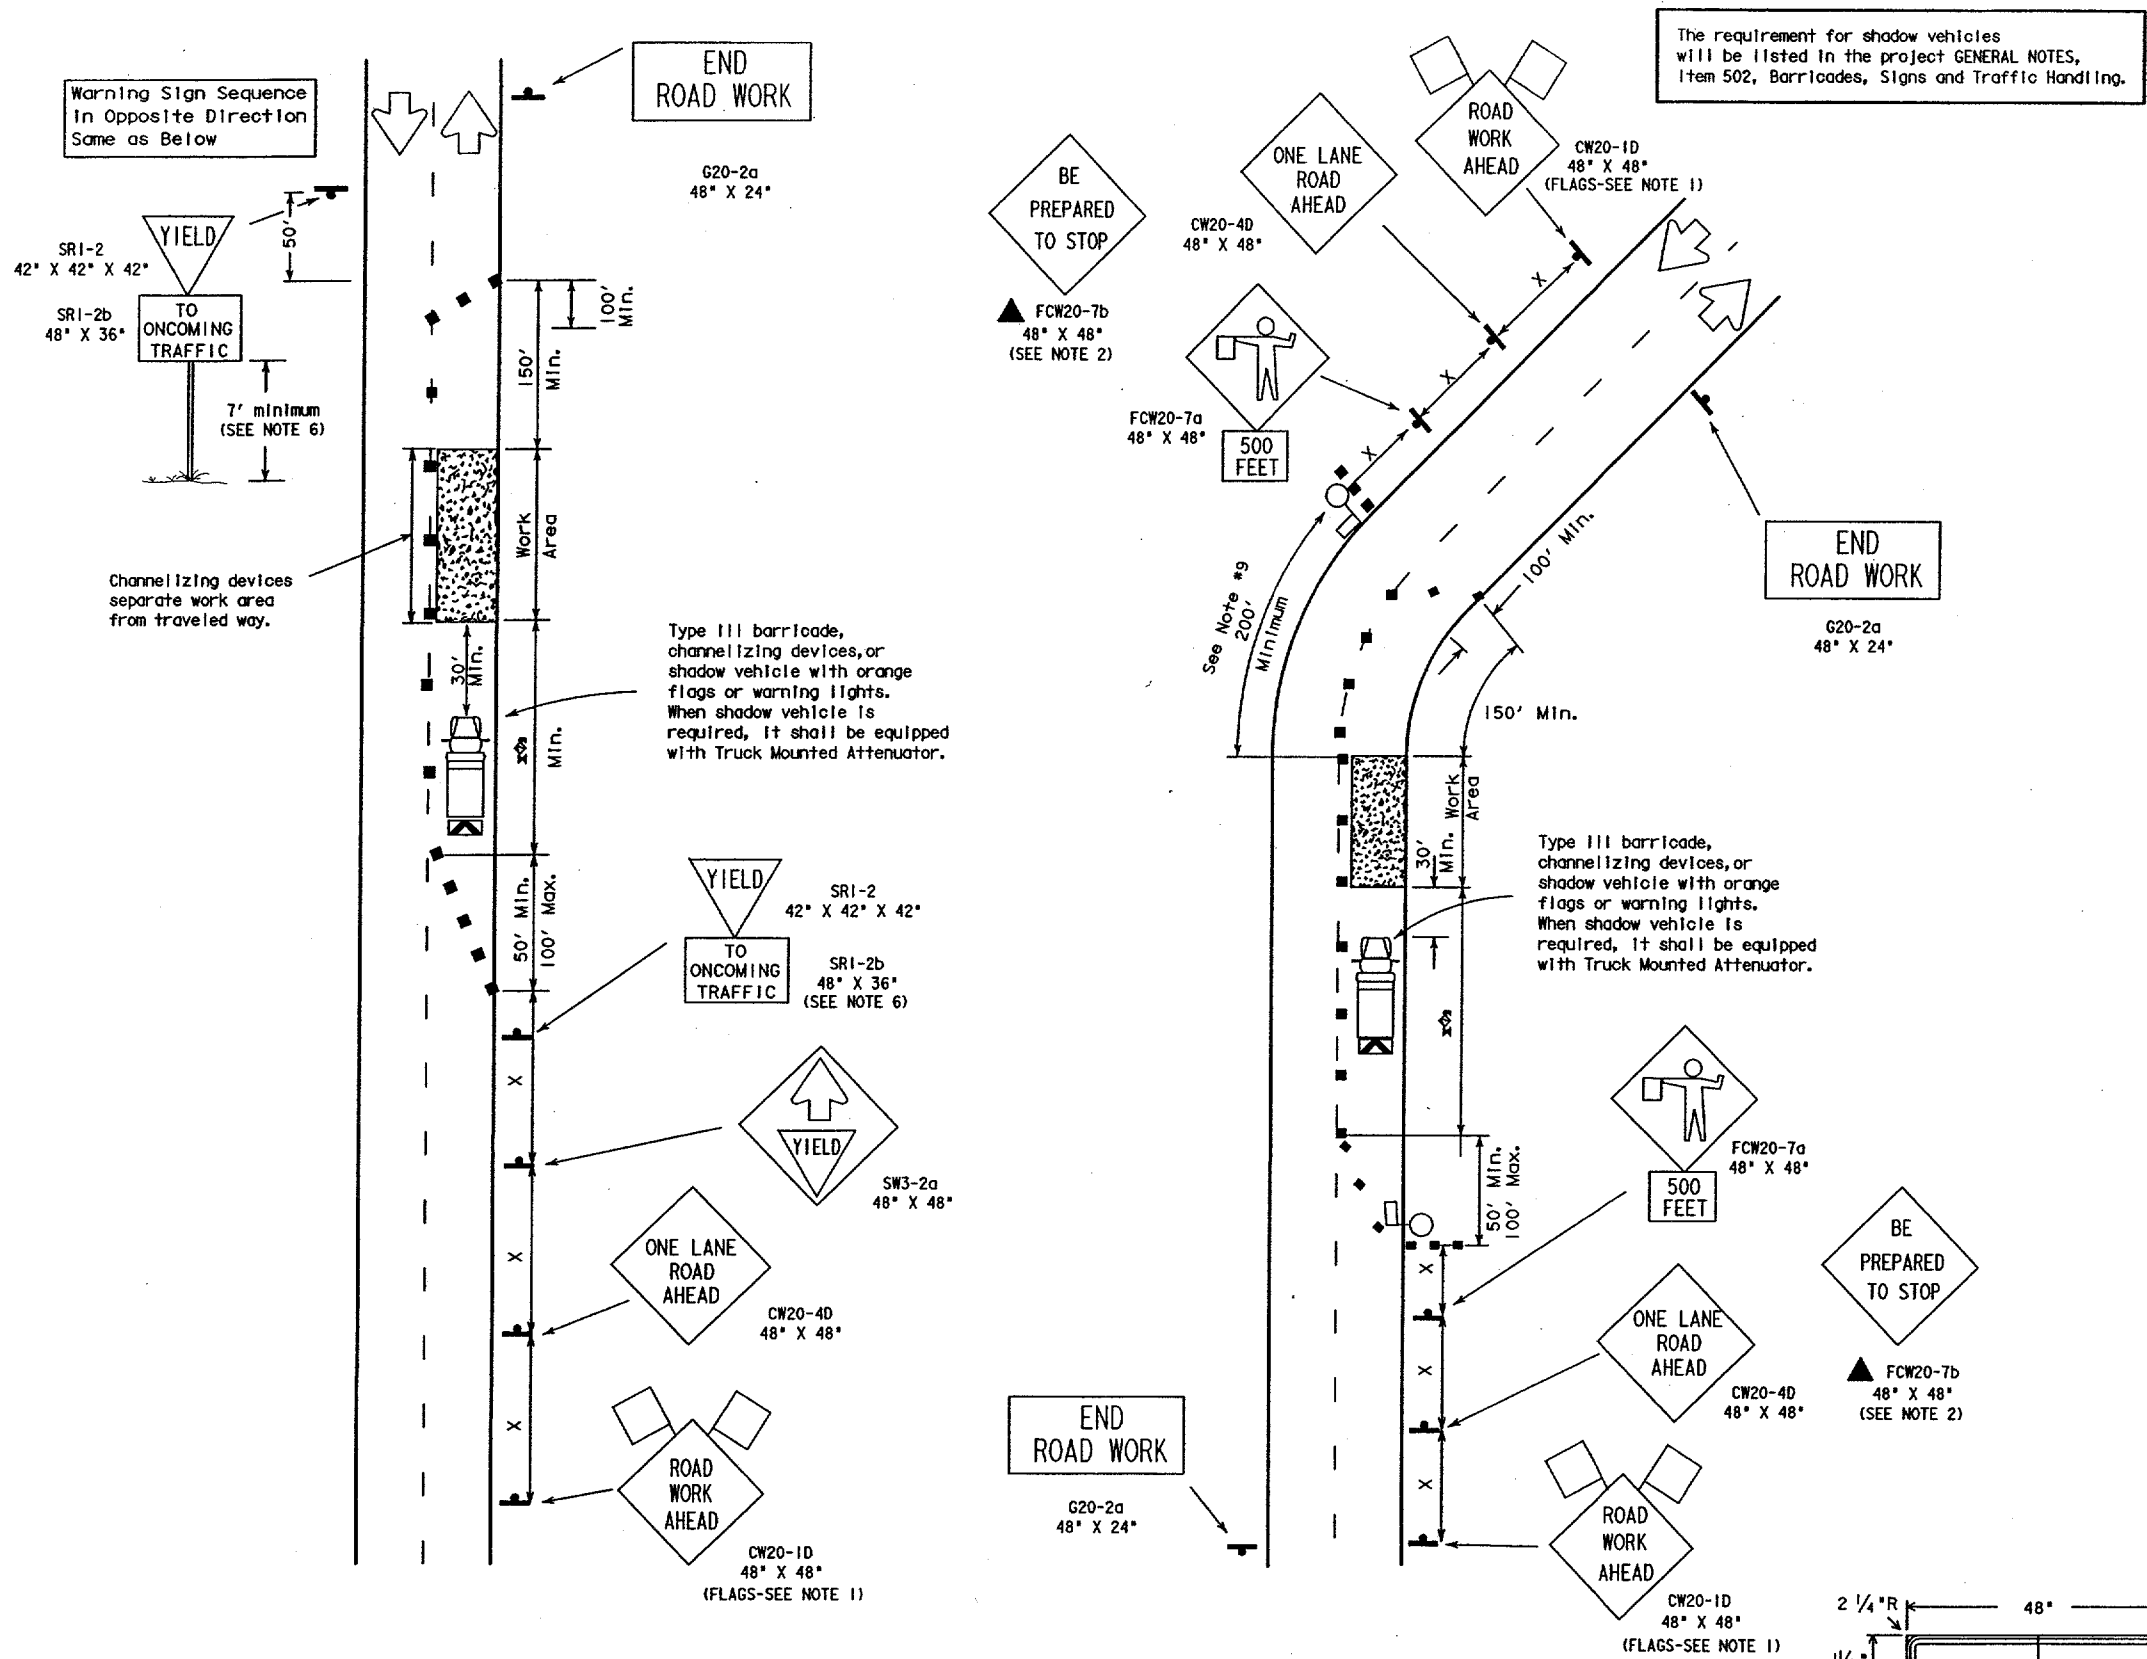 Warning Sign Sequence
in Opposite Direction
Same as Below
END
ROAD WORK
G20-2a
48" X 24"
YIELD
SR1-2
42" X 42" X 42"
TO
ONCOMING
TRAFFIC
SR1-2b
48" X 36"
7' minimum
(SEE NOTE 6)
50'
100'
Min.
150'
Min.
Work
Area
Channelizing devices
separate work area
from traveled way.
30'
Min.
Min.
Type III barricade,
channelizing devices, or
shadow vehicle with orange
flags or warning lights.
When shadow vehicle is
required, it shall be equipped
with Truck Mounted Attenuator.
50' Min.
100' Max.
YIELD
SR1-2
42" X 42" X 42"
TO
ONCOMING
TRAFFIC
SR1-2b
48" X 36"
(SEE NOTE 6)
X
YIELD
SW3-2a
48" X 48"
X
ONE LANE
ROAD
AHEAD
CW20-4D
48" X 48"
X
ROAD
WORK
AHEAD
CW20-1D
48" X 48"
(FLAGS-SEE NOTE 1)
The requirement for shadow vehicles
will be listed in the project GENERAL NOTES,
Item 502, Barricades, Signs and Traffic Handling.
ROAD
WORK
AHEAD
CW20-1D
48" X 48"
(FLAGS-SEE NOTE 1)
ONE LANE
ROAD
AHEAD
CW20-4D
48" X 48"
BE
PREPARED
TO STOP
FCW20-7b
48" X 48"
(SEE NOTE 2)
FCW20-7a
48" X 48"
500
FEET
X
X
X
See Note #9
200'
Minimum
100' Min.
END
ROAD WORK
G20-2a
48" X 24"
150' Min.
Work
Area
30'
Min.
Type III barricade,
channelizing devices, or
shadow vehicle with orange
flags or warning lights.
When shadow vehicle is
required, it shall be equipped
with Truck Mounted Attenuator.
50' Min.
100' Max.
FCW20-7a
48" X 48"
500
FEET
X
BE
PREPARED
TO STOP
FCW20-7b
48" X 48"
(SEE NOTE 2)
X
ONE LANE
ROAD
AHEAD
CW20-4D
48" X 48"
X
END
ROAD WORK
G20-2a
48" X 24"
ROAD
WORK
AHEAD
CW20-1D
48" X 48"
(FLAGS-SEE NOTE 1)
2 1/4"R
48"